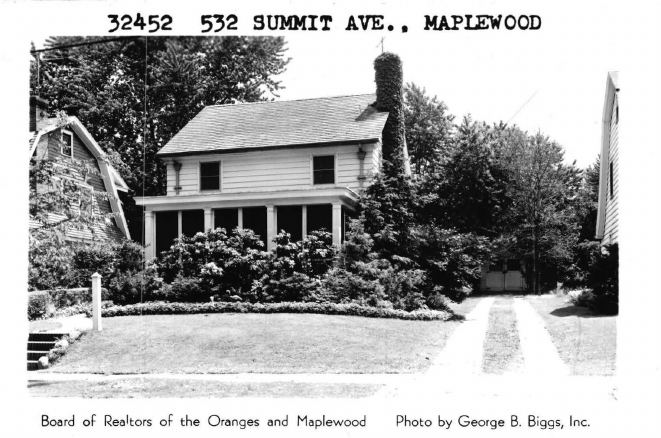 32452 532 SUMMIT AVE., MAPLEWOOD
Board of Realtors of the Oranges and Maplewood Photo by George B. Biggs, Inc.